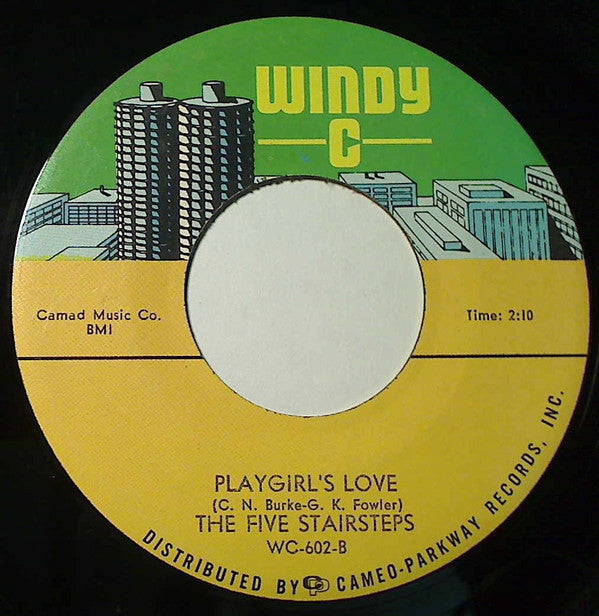 WINDY
C
Camad Music Co.
BMI
Time: 2:10
PLAYGIRL'S LOVE
(C. N. Burke-G. K. Fowler)
THE FIVE STAIRSTEPS
WC-602-B
DISTRIBUTED BY CP CAMEO-PARKWAY RECORDS, INC.